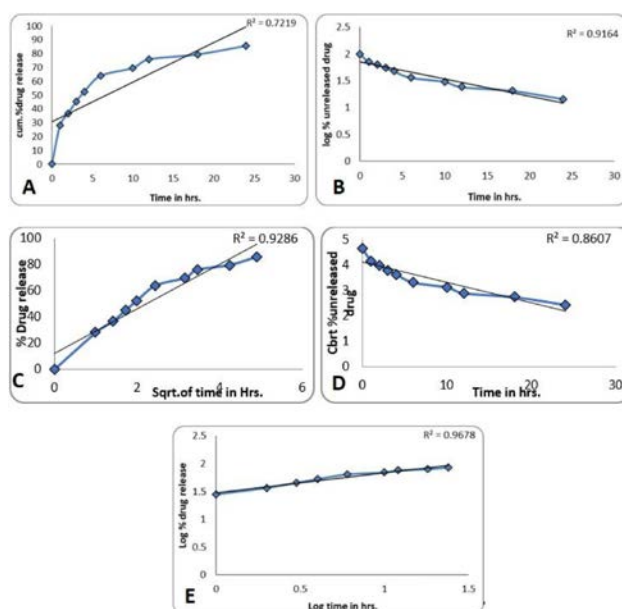 R² = 0.7219
100
90
80
70
60
50
40
30
20
10
0
cum.%drug release
0 5 10 15 20 25 30
A
Time in hrs.
R² = 0.9164
2.5
2
1.5
1
0.5
0
log % unreleased drug
0 5 10 15 20 25 30
B
Time in hrs.
R² = 0.9286
100
80
60
40
20
0
% Drug release
0 2 4 6
C
Sqrt.of time in Hrs.
R² = 0.8607
5
4
3
2
1
0
Cbrt %unreleased
drug
0 10 20 30
D
Time in hrs.
R² = 0.9678
2.5
2
1.5
1
0.5
0
Log % drug release
0 0.5 1 1.5
E
Log time in hrs.